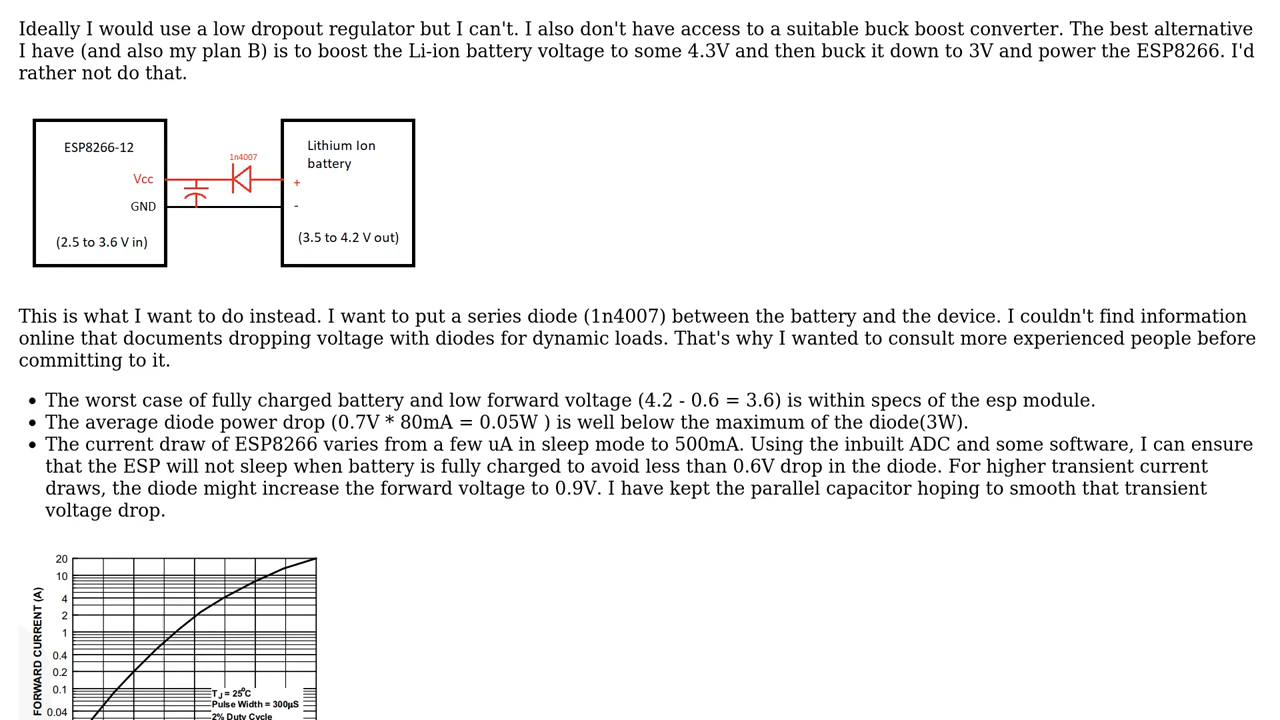 Ideally I would use a low dropout regulator but I can't. I also don't have access to a suitable buck boost converter. The best alternative
I have (and also my plan B) is to boost the Li-ion battery voltage to some 4.3V and then buck it down to 3V and power the ESP8266. I'd
rather not do that.
ESP8266-12
Vcc
GND
(2.5 to 3.6 V in)
1n4007
Lithium Ion
battery
+
-
(3.5 to 4.2 V out)
This is what I want to do instead. I want to put a series diode (1n4007) between the battery and the device. I couldn't find information
online that documents dropping voltage with diodes for dynamic loads. That's why I wanted to consult more experienced people before
committing to it.
• The worst case of fully charged battery and low forward voltage (4.2 - 0.6 = 3.6) is within specs of the esp module.
• The average diode power drop (0.7V * 80mA = 0.05W ) is well below the maximum of the diode(3W).
• The current draw of ESP8266 varies from a few uA in sleep mode to 500mA. Using the inbuilt ADC and some software, I can ensure
that the ESP will not sleep when battery is fully charged to avoid less than 0.6V drop in the diode. For higher transient current
draws, the diode might increase the forward voltage to 0.9V. I have kept the parallel capacitor hoping to smooth that transient
voltage drop.
FORWARD CURRENT (A)
20
10
4
2
1
0.4
0.2
0.1
0.04
TJ = 25°C
Pulse Width = 300µS
2% Duty Cycle